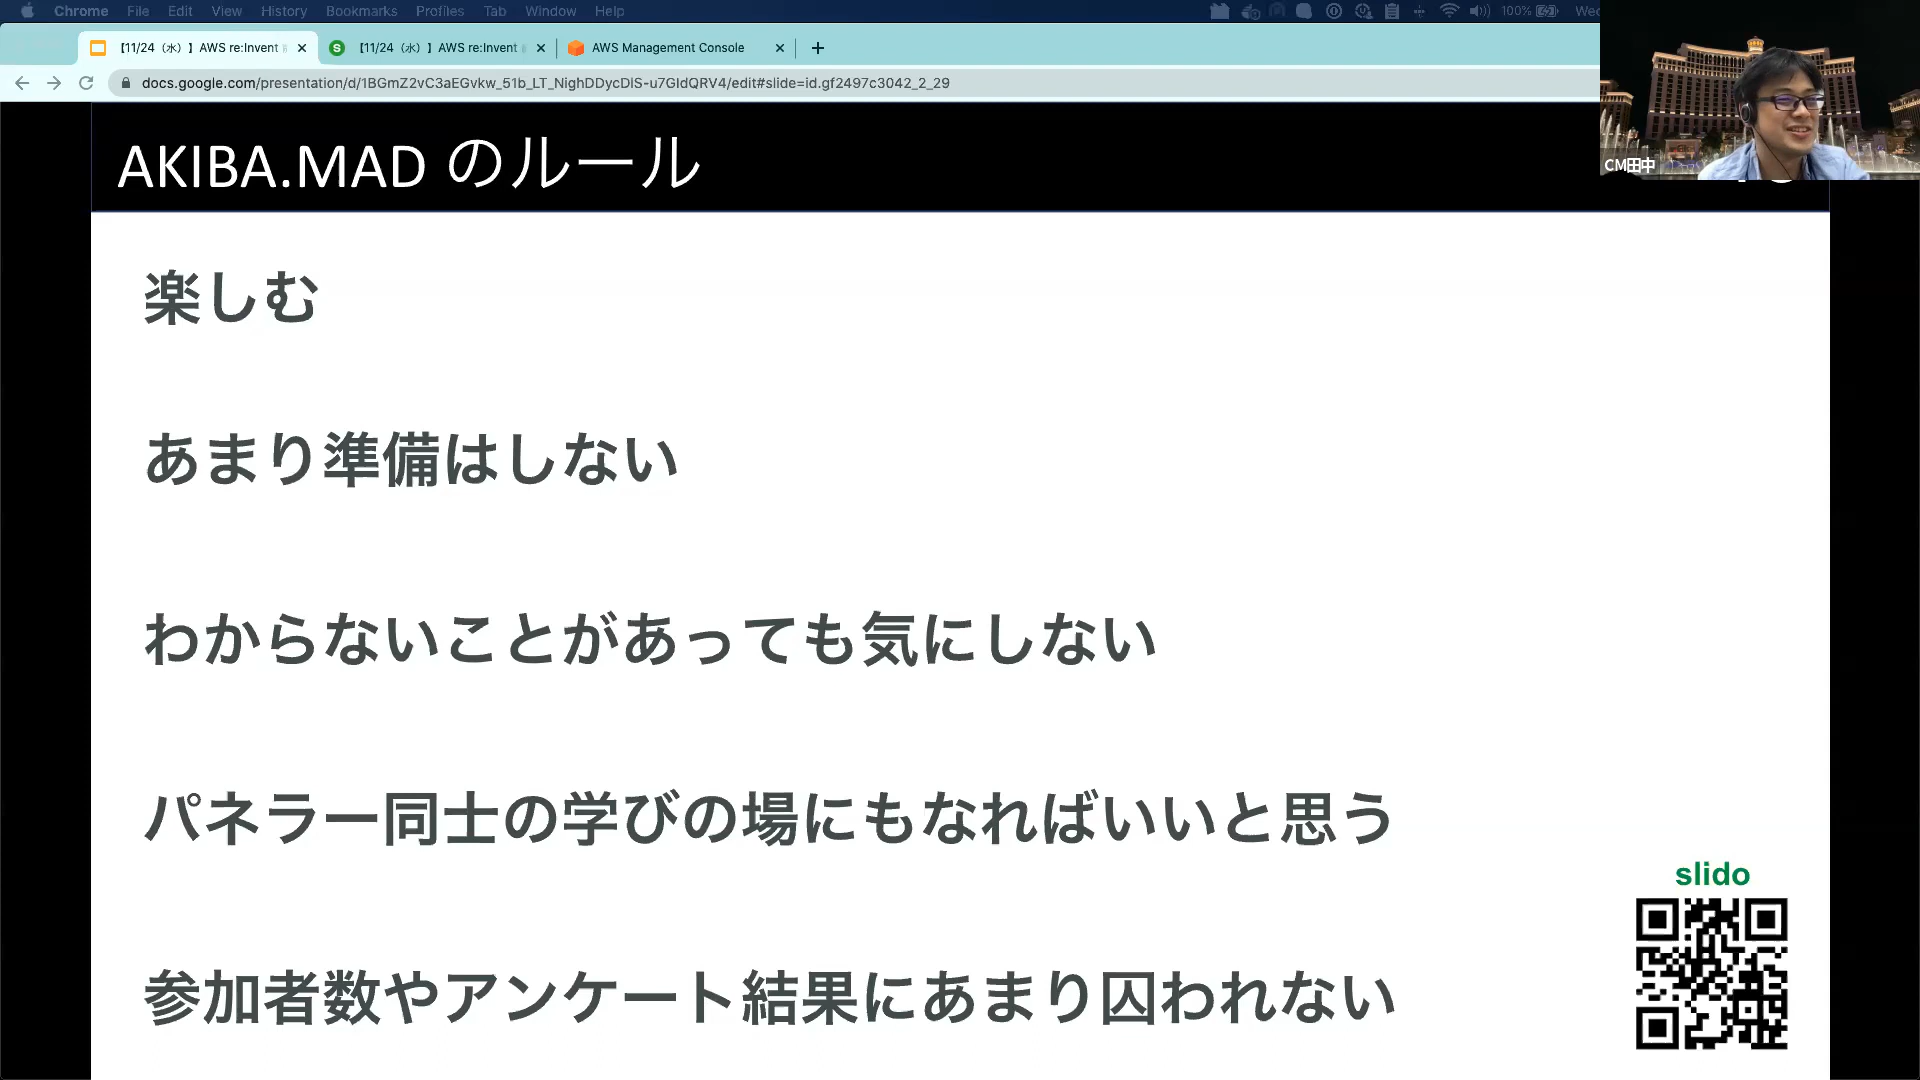 Chrome File Edit View History Bookmarks Profiles Tab Window Help
100%
【11/24（水）】AWS re:Invent
【11/24（水）】AWS re:Invent
AWS Management Console
docs.google.com/presentation/d/1BGmZ2vC3aEGvkw_51b_LT_NighDDycDiS-u7GIdQRV4/edit#slide=id.gf2497c3042_2_29
CM田中
AKIBA.MAD のルール
楽しむ
あまり準備はしない
わからないことがあっても気にしない
パネラー同士の学びの場にもなればいいと思う
参加者数やアンケート結果にあまり囚われない
slido